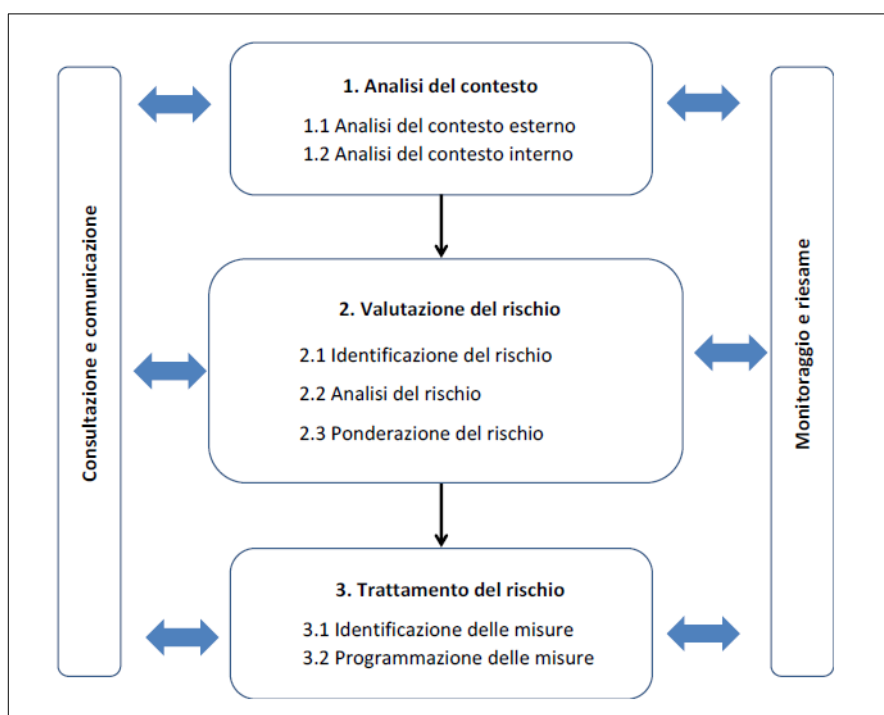 Consultazione e comunicazione
1. Analisi del contesto
1.1 Analisi del contesto esterno
1.2 Analisi del contesto interno
2. Valutazione del rischio
2.1 Identificazione del rischio
2.2 Analisi del rischio
2.3 Ponderazione del rischio
3. Trattamento del rischio
3.1 Identificazione delle misure
3.2 Programmazione delle misure
Monitoraggio e riesame